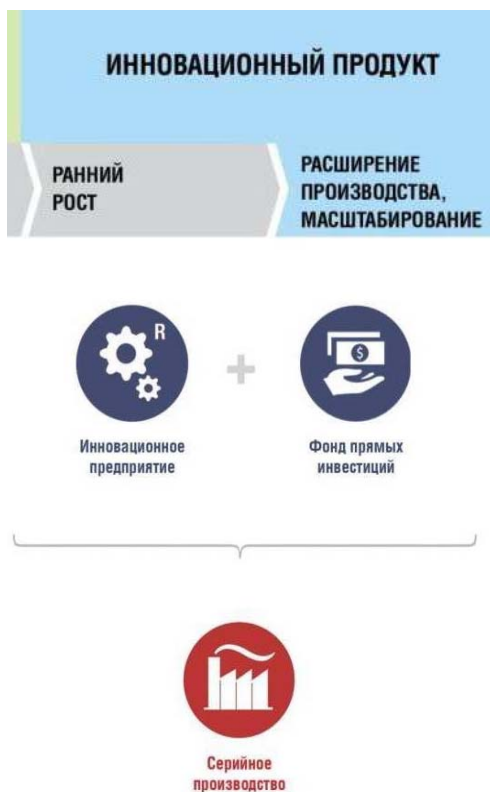 ИННОВАЦИОННЫЙ ПРОДУКТ
РАННИЙ
РОСТ
РАСШИРЕНИЕ
ПРОИЗВОДСТВА,
МАСШТАБИРОВАНИЕ
R
$
Инновационное
предприятие
Фонд прямых
инвестиций
Серийное
производство